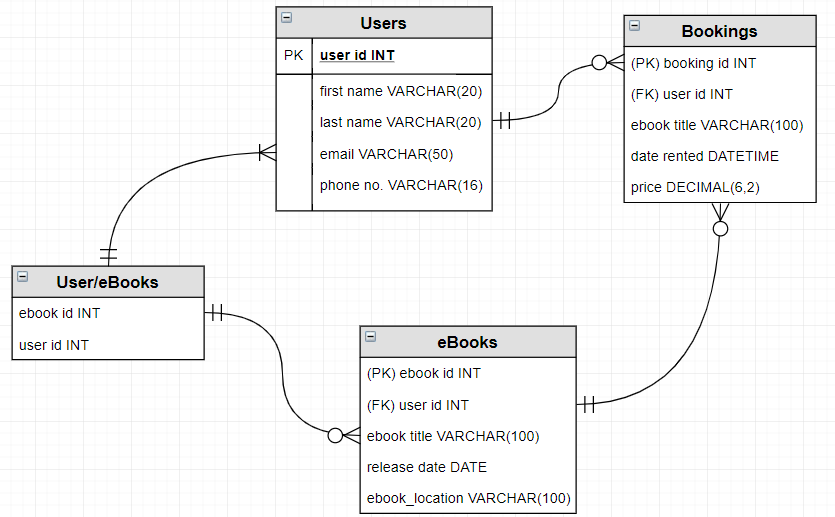 Users
PK user id INT
first name VARCHAR(20)
last name VARCHAR(20)
email VARCHAR(50)
phone no. VARCHAR(16)
Bookings
(PK) booking id INT
(FK) user id INT
ebook title VARCHAR(100)
date rented DATETIME
price DECIMAL(6,2)
User/eBooks
ebook id INT
user id INT
eBooks
(PK) ebook id INT
(FK) user id INT
ebook title VARCHAR(100)
release date DATE
ebook_location VARCHAR(100)